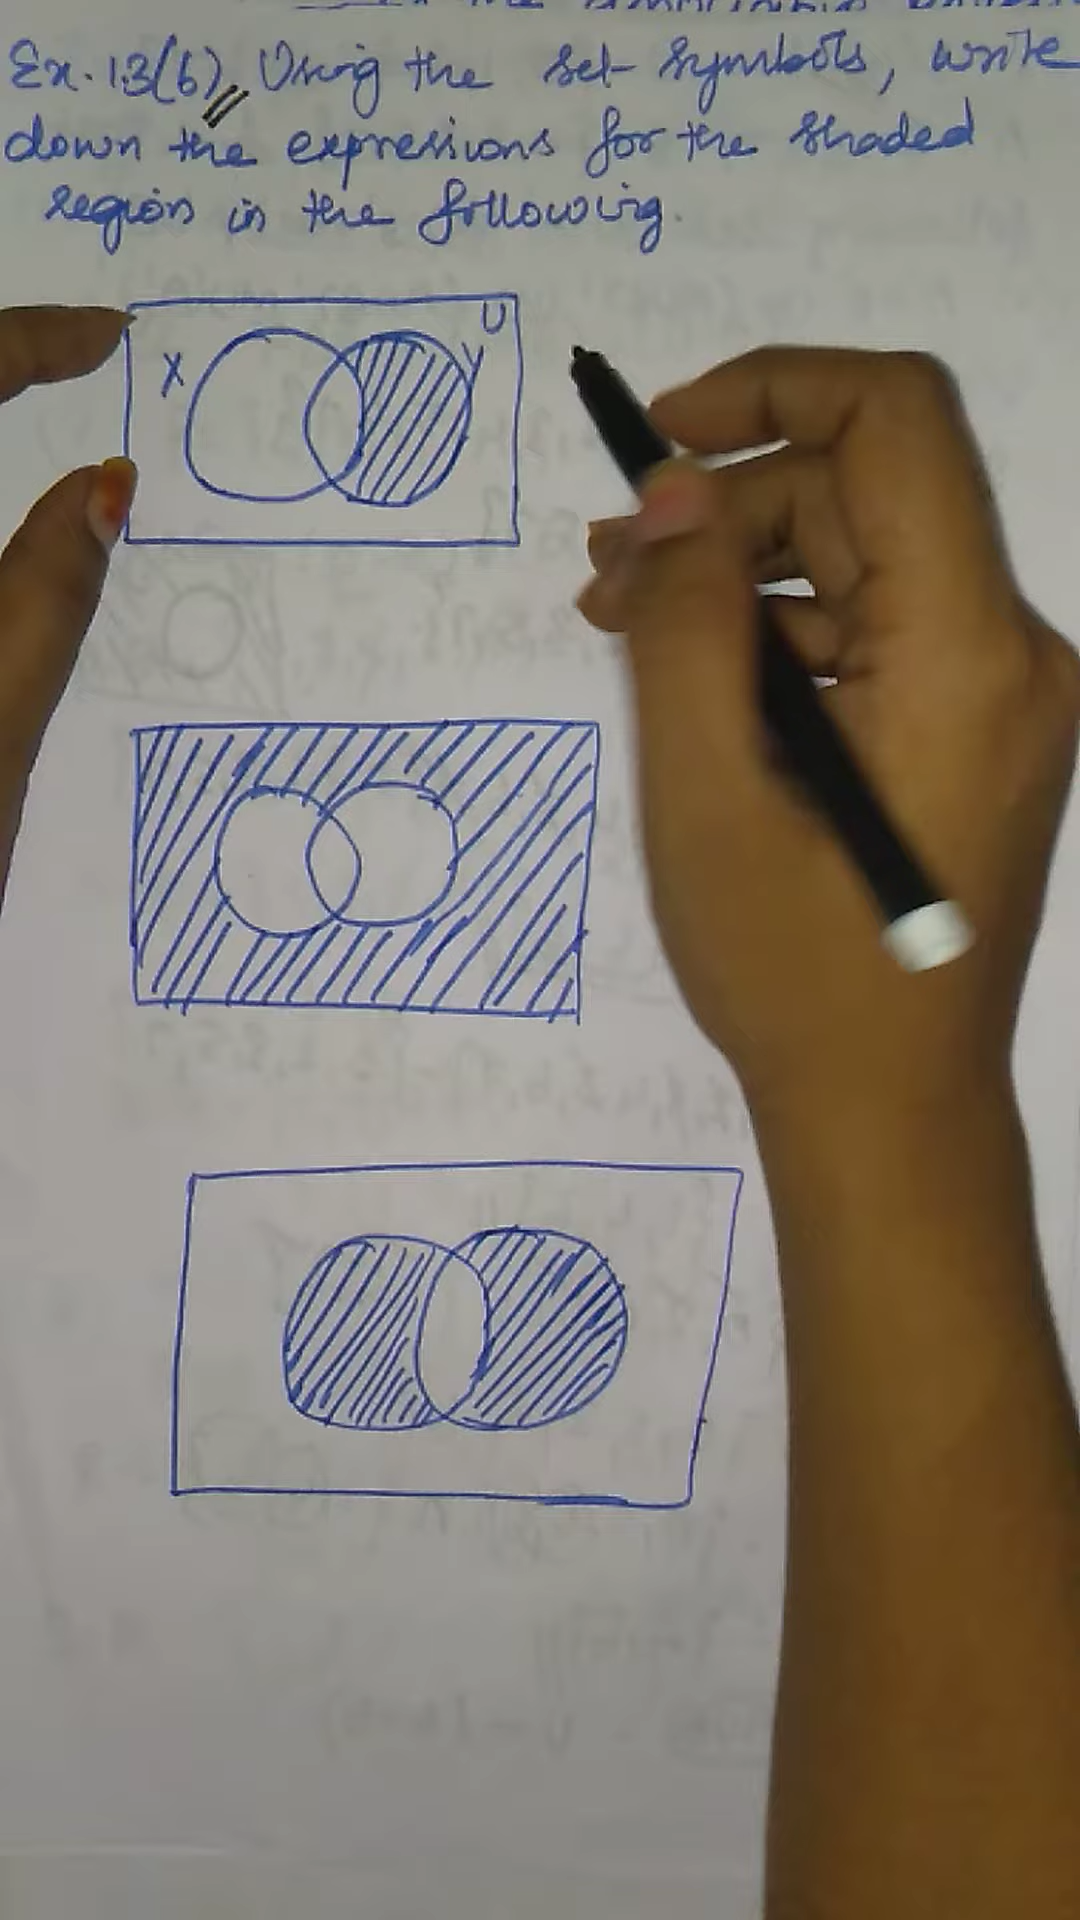 Ex. 1.3(6) Using the set symbols, write
down the expressions for the shaded
region in the following.
U
X
Y